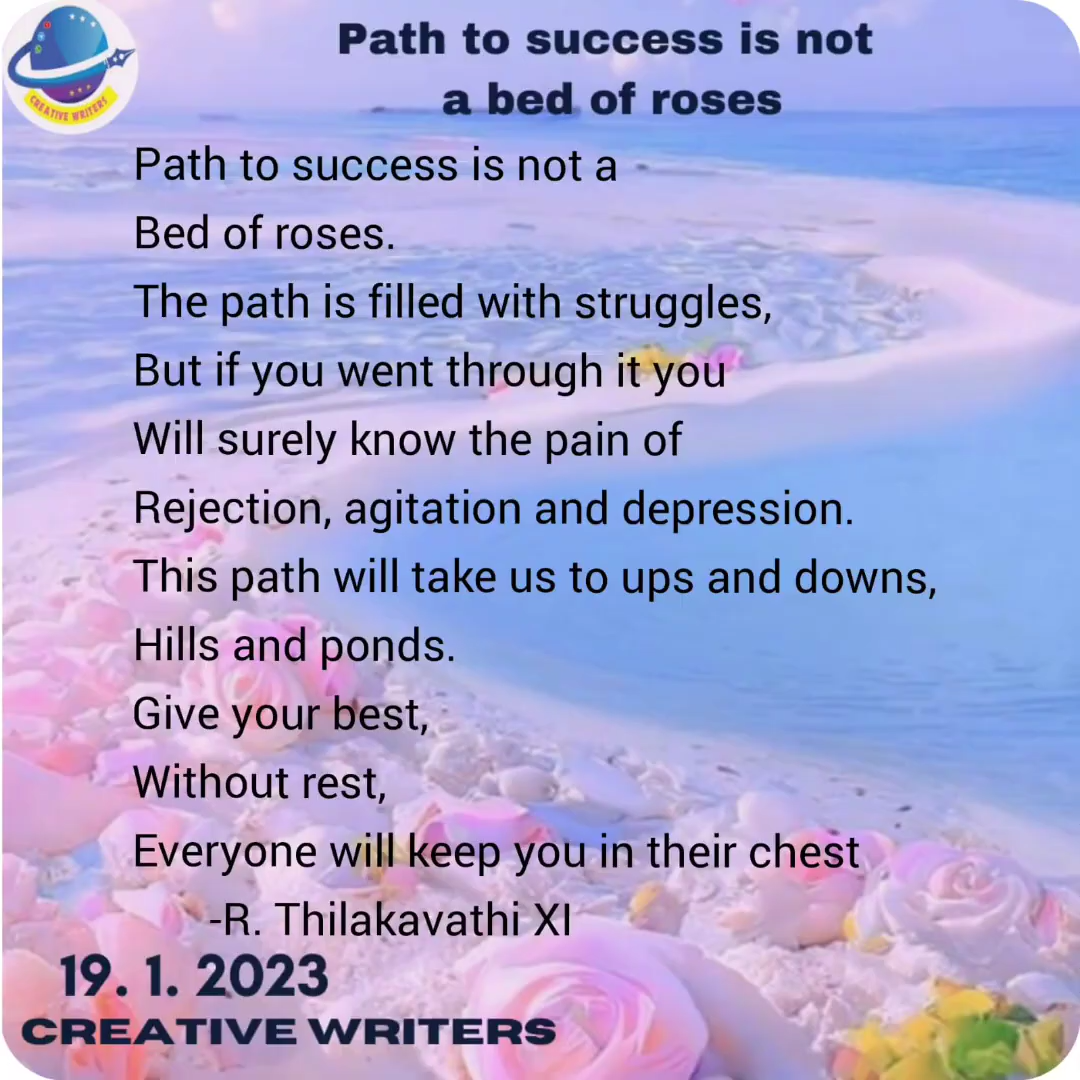 CREATIVE WRITERS
Path to success is not
a bed of roses
Path to success is not a
Bed of roses.
The path is filled with struggles,
But if you went through it you
Will surely know the pain of
Rejection, agitation and depression.
This path will take us to ups and downs,
Hills and ponds.
Give your best,
Without rest,
Everyone will keep you in their chest
-R. Thilakavathi XI
19. 1. 2023
CREATIVE WRITERS